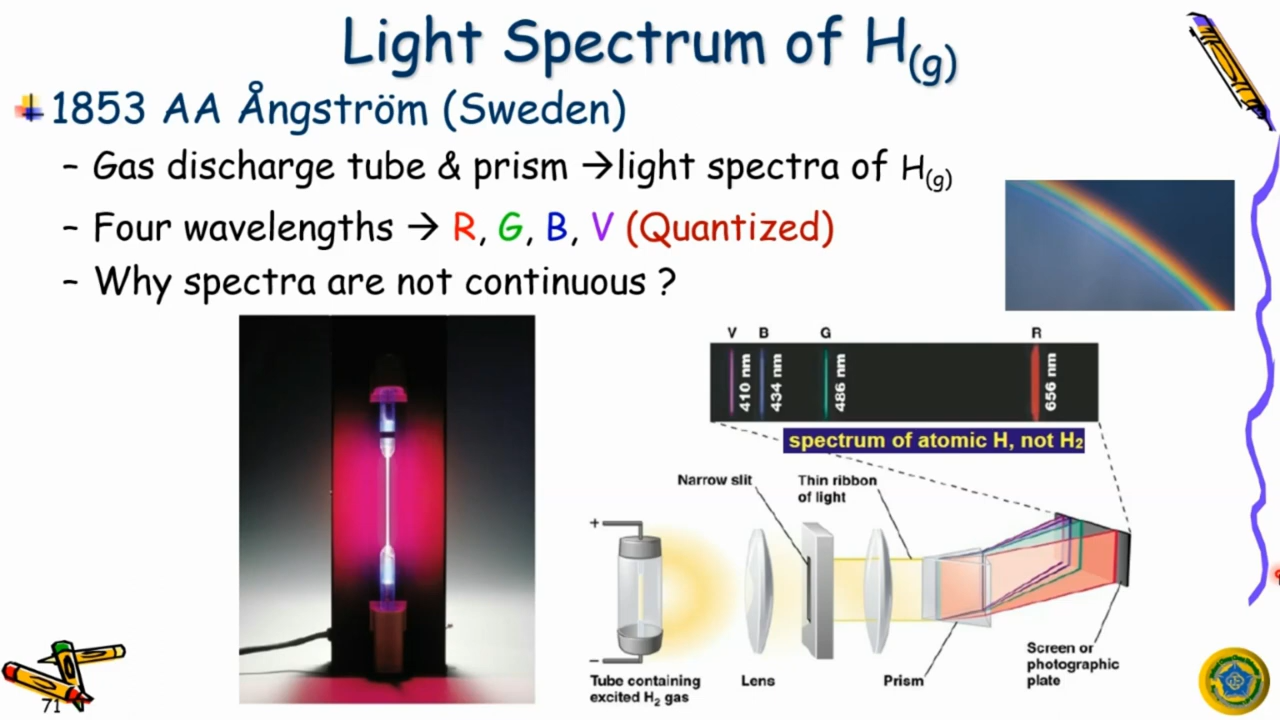 Light Spectrum of H(g)
1853 AA Ångström (Sweden)
– Gas discharge tube & prism →light spectra of H(g)
– Four wavelengths → R, G, B, V (Quantized)
– Why spectra are not continuous ?
V B G R
410 nm
434 nm
486 nm
656 nm
spectrum of atomic H, not H₂
Narrow slit
Thin ribbon
of light
+
–
Tube containing
excited H₂ gas
Lens
Prism
Screen or
photographic
plate
71